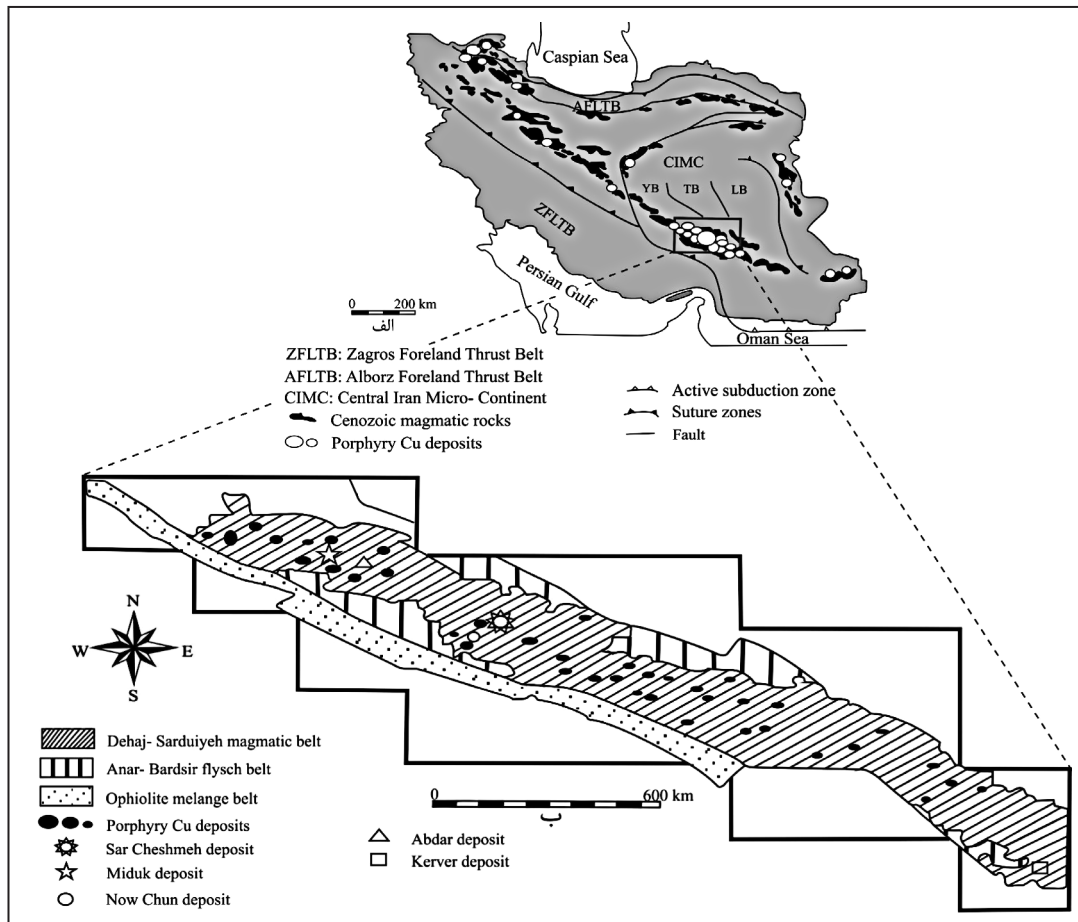 Caspian Sea
AFLTB
CIMC
YB TB LB
ZFLTB
Persian Gulf
0 200 km
الف
Oman Sea
ZFLTB: Zagros Foreland Thrust Belt
AFLTB: Alborz Foreland Thrust Belt
CIMC: Central Iran Micro- Continent
Cenozoic magmatic rocks
Porphyry Cu deposits
Active subduction zone
Suture zones
Fault
N
W E
S
Dehaj- Sarduiyeh magmatic belt
Anar- Bardsir flysch belt
Ophiolite melange belt
Porphyry Cu deposits
Sar Cheshmeh deposit
Miduk deposit
Now Chun deposit
0 600 km
ب
Abdar deposit
Kerver deposit